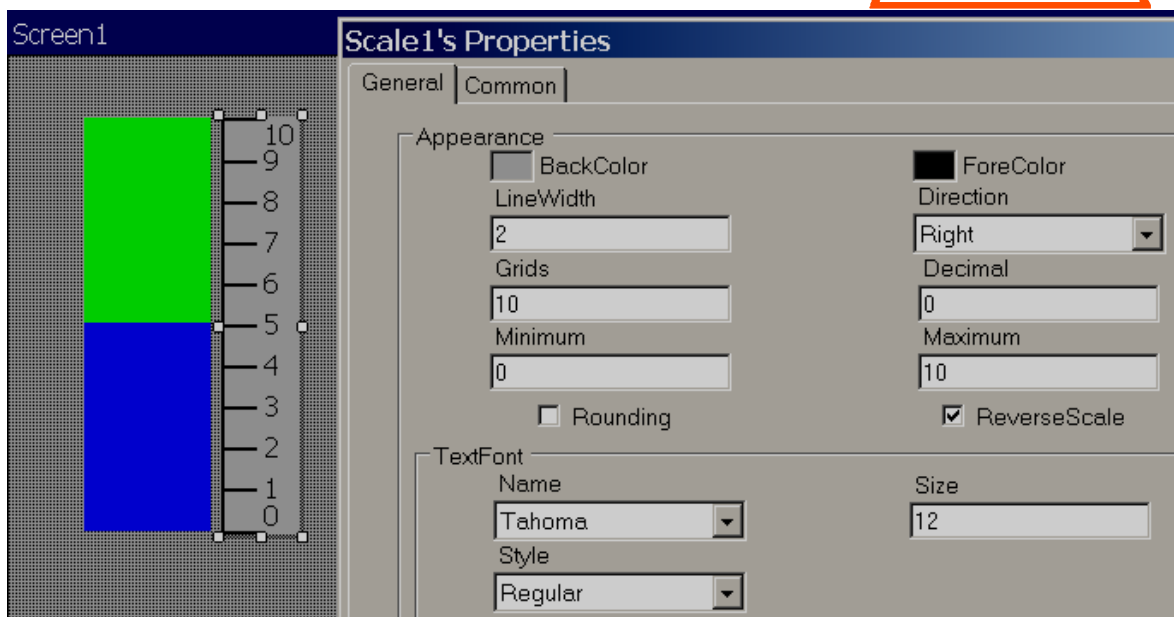 Screen1
10
9
8
7
6
5
4
3
2
1
0
Scale1's Properties
General Common
Appearance
BackColor ForeColor
LineWidth Direction
2 Right
Grids Decimal
10 0
Minimum Maximum
0 10
Rounding ReverseScale
TextFont
Name Size
Tahoma 12
Style
Regular